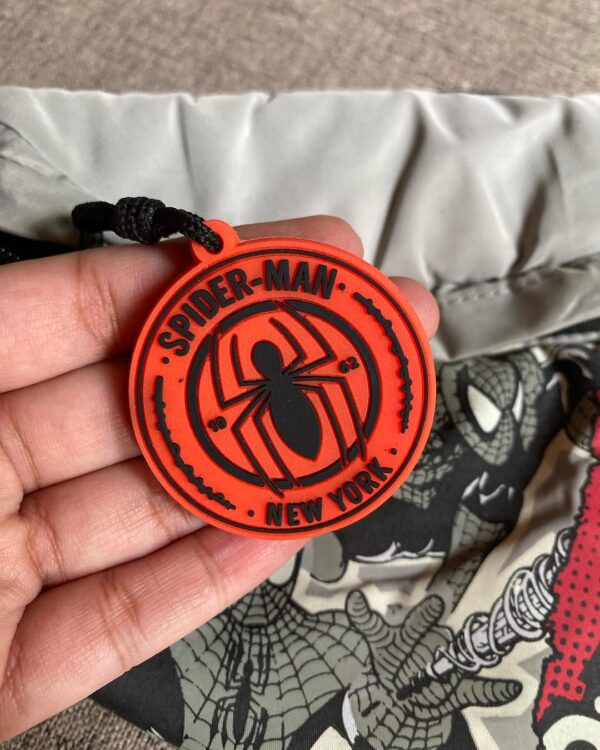 · SPIDER-MAN ·
19 62
· NEW YORK ·